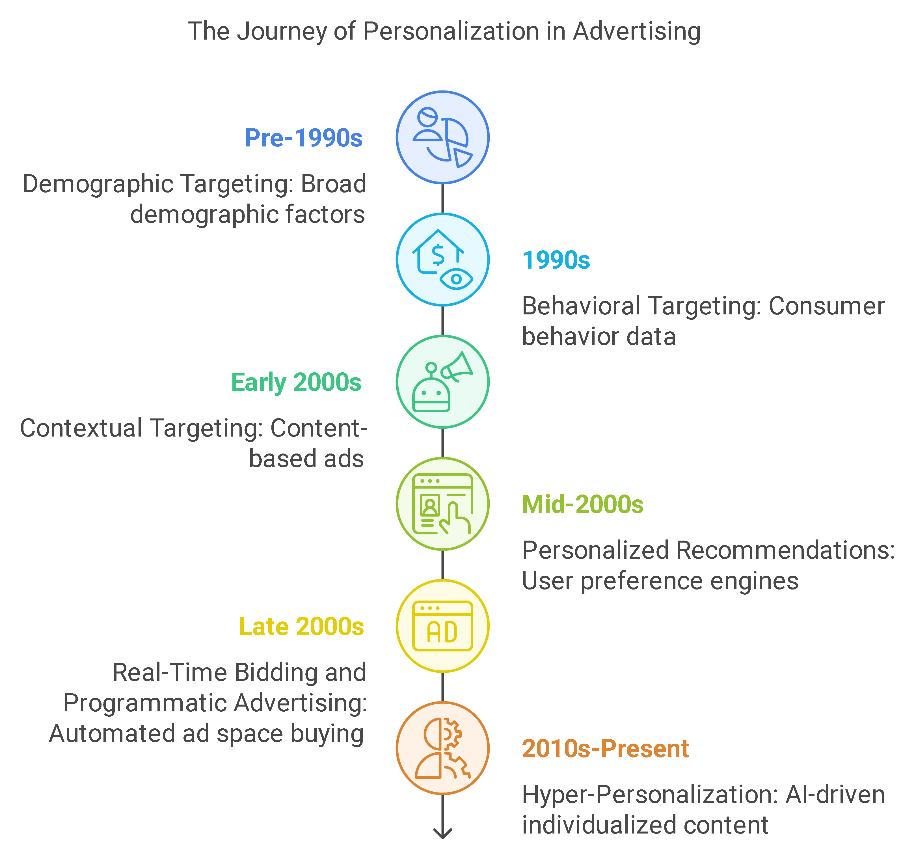 The Journey of Personalization in Advertising
Pre-1990s
Demographic Targeting: Broad
demographic factors
$
1990s
Behavioral Targeting: Consumer
behavior data
Early 2000s
Contextual Targeting: Content-
based ads
Mid-2000s
Personalized Recommendations:
User preference engines
Late 2000s
AD
Real-Time Bidding and
Programmatic Advertising:
Automated ad space buying
2010s-Present
Hyper-Personalization: AI-driven
individualized content